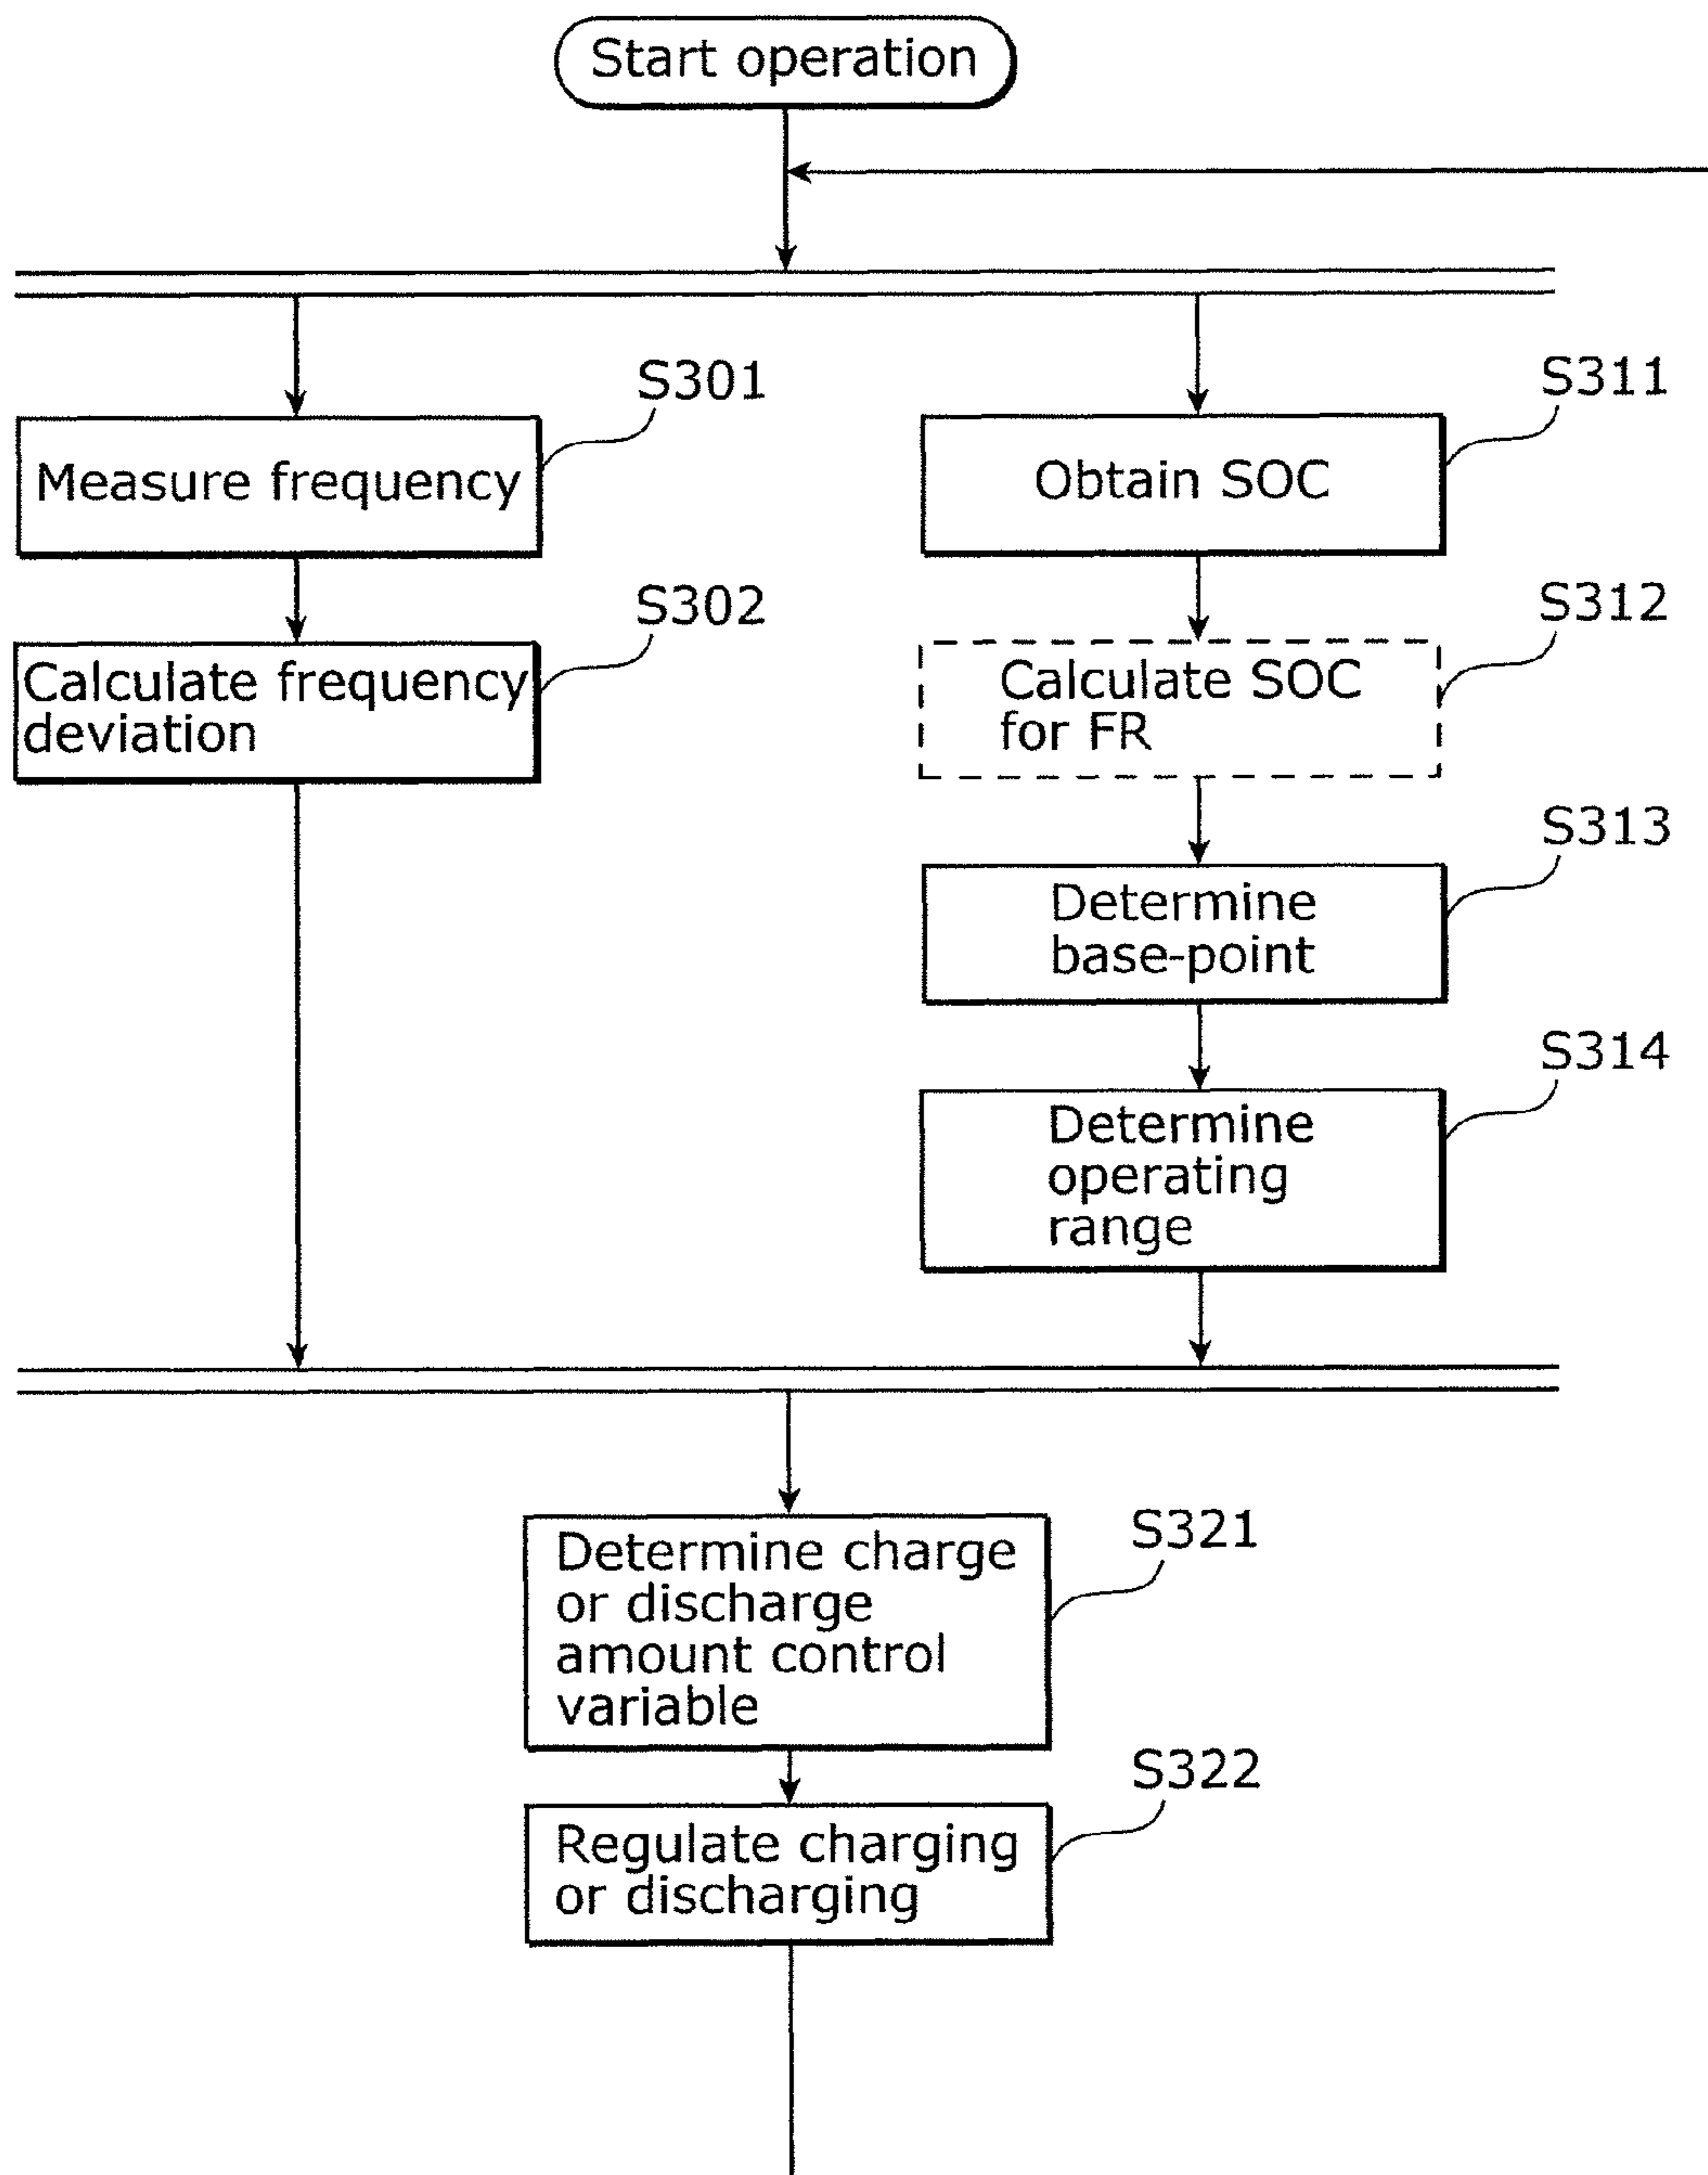 Start operation
S301
Measure frequency
S302
Calculate frequency
deviation
S311
Obtain SOC
S312
Calculate SOC
for FR
S313
Determine
base-point
S314
Determine
operating
range
S321
Determine charge
or discharge
amount control
variable
S322
Regulate charging
or discharging